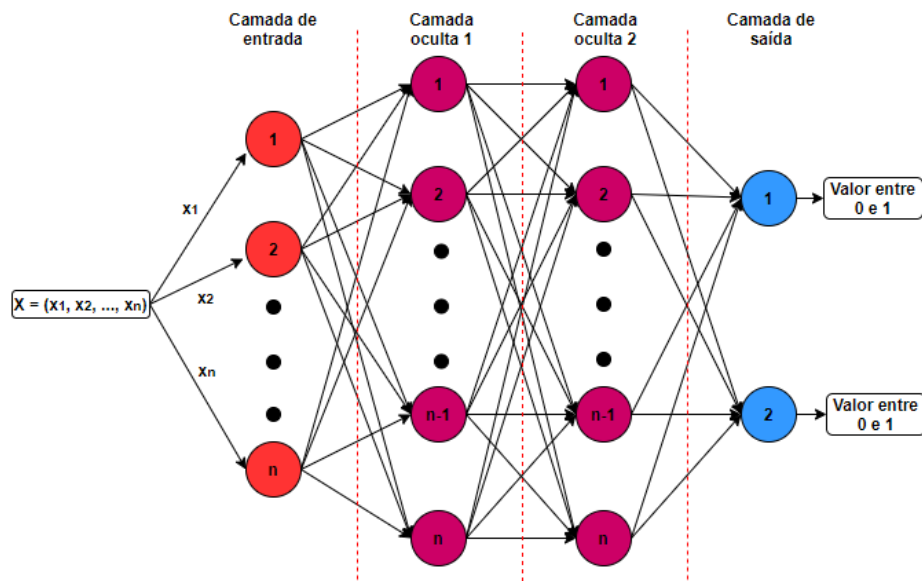 Camada de
entrada
Camada
oculta 1
Camada
oculta 2
Camada de
saída
X = (x1, x2, ..., xn)
x1
x2
xn
1
2
n
1
2
n-1
n
1
2
n-1
n
1
2
Valor entre
0 e 1
Valor entre
0 e 1